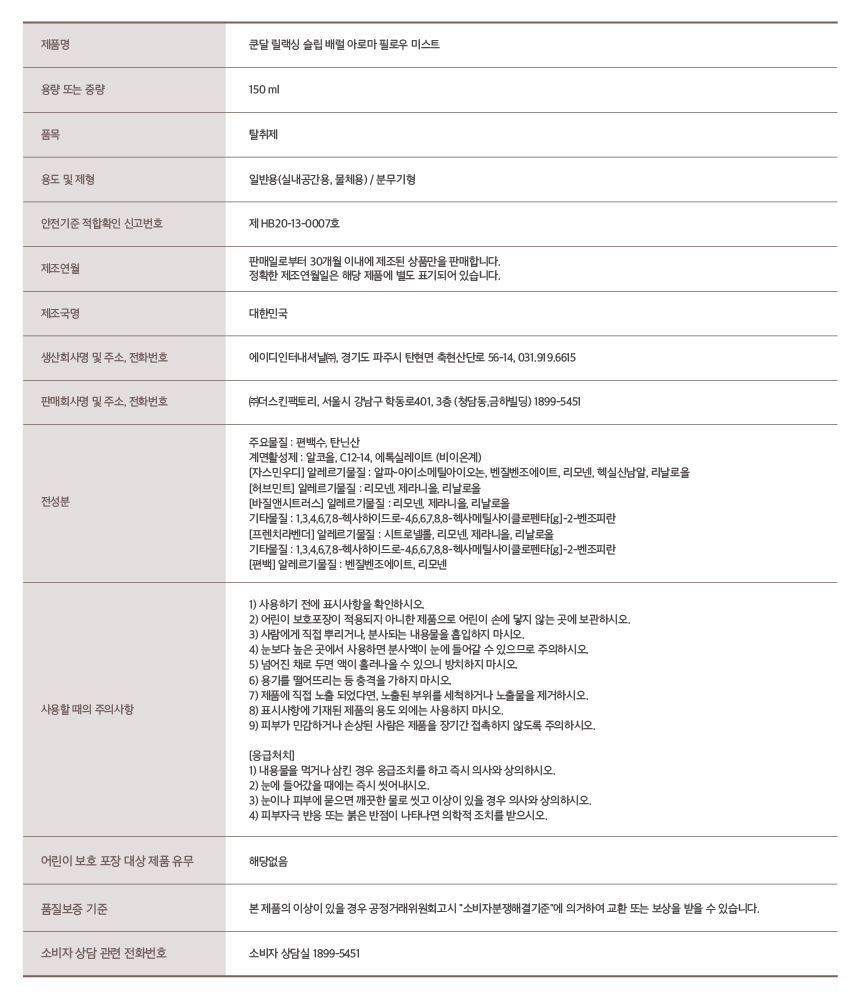 제품명
쿤달 릴랙싱 슬립 배럴 아로마 필로우 미스트
용량 또는 중량
150 ml
품목
탈취제
용도 및 제형
일반용(실내공간용, 물체용) / 분무기형
안전기준 적합확인 신고번호
제 HB20-13-0007호
제조연월
판매일로부터 30개월 이내에 제조된 상품만을 판매합니다.
정확한 제조연월일은 해당 제품에 별도 표기되어 있습니다.
제조국명
대한민국
생산회사명 및 주소, 전화번호
에이디인터내셔날㈜, 경기도 파주시 탄현면 축현산단로 56-14, 031.919.6615
판매회사명 및 주소, 전화번호
㈜더스킨팩토리, 서울시 강남구 학동로401, 3층 (청담동,금하빌딩) 1899-5451
전성분
주요물질 : 편백수, 탄닌산
계면활성제 : 알코올, C12-14, 에톡실레이트 (비이온계)
[자스민우디] 알레르기물질 : 알파-아이소메틸아이오논, 벤질벤조에이트, 리모넨, 헥실신남알, 리날로올
[허브민트] 알레르기물질 : 리모넨, 제라니올, 리날로올
[바질앤시트러스] 알레르기물질 : 리모넨, 제라니올, 리날로올
기타물질 : 1,3,4,6,7,8-헥사하이드로-4,6,6,7,8,8-헥사메틸사이클로펜타[g]-2-벤조피란
[프렌치라벤더] 알레르기물질 : 시트로넬롤, 리모넨, 제라니올, 리날로올
기타물질 : 1,3,4,6,7,8-헥사하이드로-4,6,6,7,8,8-헥사메틸사이클로펜타[g]-2-벤조피란
[편백] 알레르기물질 : 벤질벤조에이트, 리모넨
사용할 때의 주의사항
1) 사용하기 전에 표시사항을 확인하시오.
2) 어린이 보호포장이 적용되지 아니한 제품으로 어린이 손에 닿지 않는 곳에 보관하시오.
3) 사람에게 직접 뿌리거나, 분사되는 내용물을 흡입하지 마시오.
4) 눈보다 높은 곳에서 사용하면 분사액이 눈에 들어갈 수 있으므로 주의하시오.
5) 넘어진 채로 두면 액이 흘러나올 수 있으니 방치하지 마시오.
6) 용기를 떨어뜨리는 등 충격을 가하지 마시오.
7) 제품에 직접 노출 되었다면, 노출된 부위를 세척하거나 노출물을 제거하시오.
8) 표시사항에 기재된 제품의 용도 외에는 사용하지 마시오.
9) 피부가 민감하거나 손상된 사람은 제품을 장기간 접촉하지 않도록 주의하시오.
[응급처치]
1) 내용물을 먹거나 삼킨 경우 응급조치를 하고 즉시 의사와 상의하시오.
2) 눈에 들어갔을 때에는 즉시 씻어내시오.
3) 눈이나 피부에 묻으면 깨끗한 물로 씻고 이상이 있을 경우 의사와 상의하시오.
4) 피부자극 반응 또는 붉은 반점이 나타나면 의학적 조치를 받으시오.
어린이 보호 포장 대상 제품 유무
해당없음
품질보증 기준
본 제품의 이상이 있을 경우 공정거래위원회고시 "소비자분쟁해결기준"에 의거하여 교환 또는 보상을 받을 수 있습니다.
소비자 상담 관련 전화번호
소비자 상담실 1899-5451